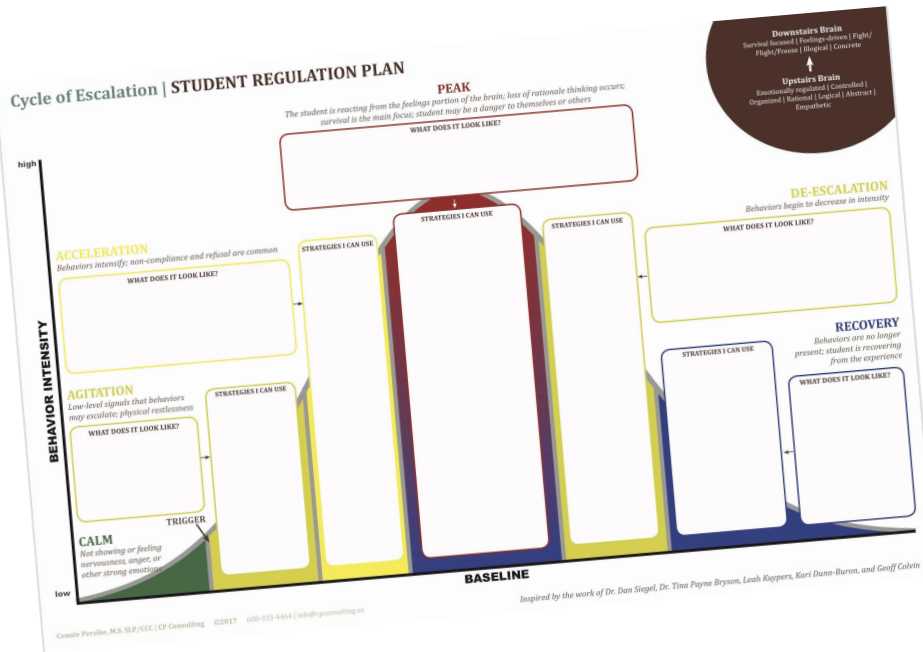 Cycle of Escalation | STUDENT REGULATION PLAN
Downstairs Brain
Survival focused | Feelings-driven | Fight/
Flight/Freeze | Illogical | Concrete
Upstairs Brain
Emotionally regulated | Controlled |
Organized | Rational | Logical | Abstract |
Empathetic
PEAK
The student is reacting from the feelings portion of the brain; loss of rationale thinking occurs;
survival is the main focus; student may be a danger to themselves or others
WHAT DOES IT LOOK LIKE?
STRATEGIES I CAN USE
high
BEHAVIOR INTENSITY
low
ACCELERATION
Behaviors intensify; non-compliance and refusal are common
WHAT DOES IT LOOK LIKE?
STRATEGIES I CAN USE
AGITATION
Low-level signals that behaviors
may escalate; physical restlessness
WHAT DOES IT LOOK LIKE?
STRATEGIES I CAN USE
TRIGGER
CALM
Not showing or feeling
nervousness, anger, or
other strong emotions
DE-ESCALATION
Behaviors begin to decrease in intensity
WHAT DOES IT LOOK LIKE?
STRATEGIES I CAN USE
RECOVERY
Behaviors are no longer
present; student is recovering
from the experience
WHAT DOES IT LOOK LIKE?
STRATEGIES I CAN USE
BASELINE
Inspired by the work of Dr. Dan Siegel, Dr. Tina Payne Bryson, Leah Kuypers, Kari Dunn-Buron, and Geoff Colvin
Connie Persike, M.S. SLP/CCC | CP Consulting ©2017 608-333-4464 | info@cpconsulting.us